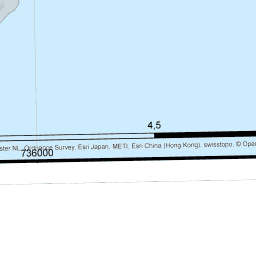 4,5
ster NL, Ordnance Survey, Esri Japan, METI, Esri China (Hong Kong), swisstopo, © Ope
736000